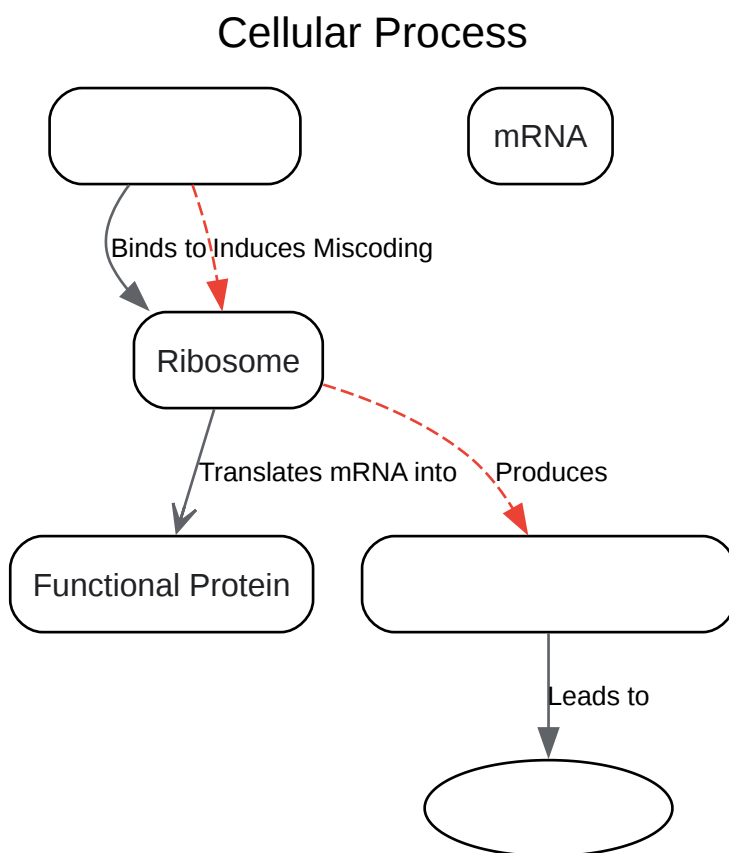 Cellular Process
mRNA
Binds to
Induces Miscoding
Ribosome
Translates mRNA into
Produces
Functional Protein
Leads to